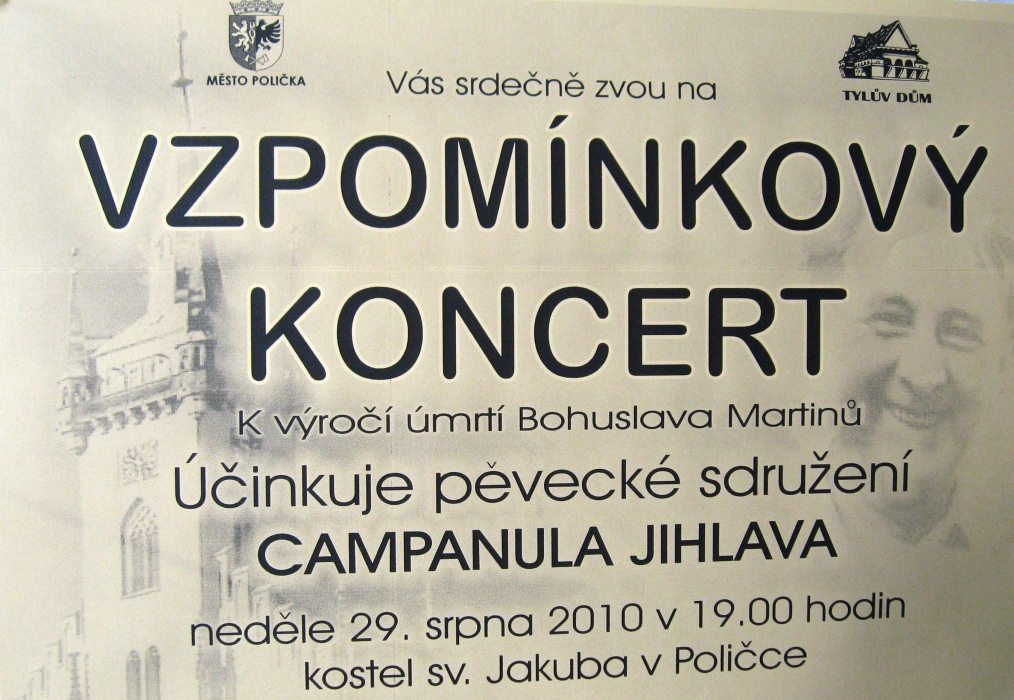 MĚSTO POLIČKA
TYLŮV DŮM
Vás srdečně zvou na
VZPOMÍNKOVÝ
KONCERT
K výročí úmrtí Bohuslava Martinů
Účinkuje pěvecké sdružení
CAMPANULA JIHLAVA
neděle 29. srpna 2010 v 19.00 hodin
kostel sv. Jakuba v Poličce